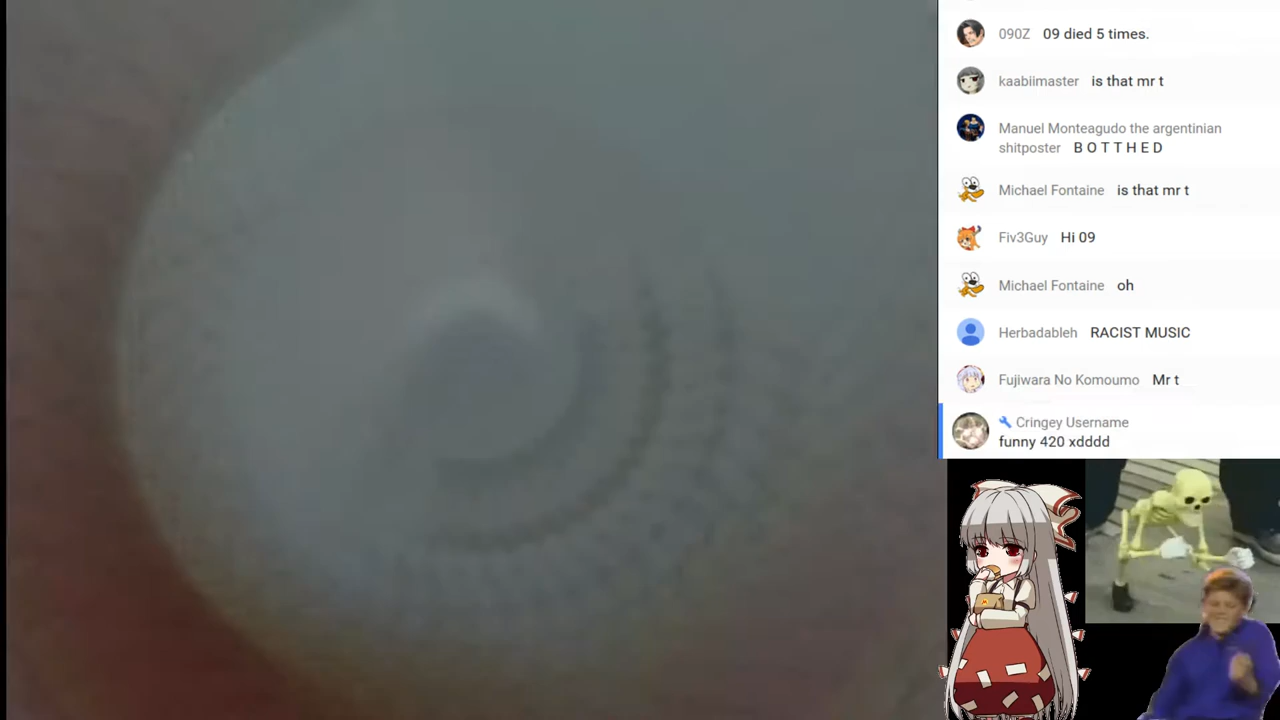 090Z 09 died 5 times.
kaabiimaster is that mr t
Manuel Monteagudo the argentinian
shitposter B O T T H E D
Michael Fontaine is that mr t
Fiv3Guy Hi 09
Michael Fontaine oh
Herbadableh RACIST MUSIC
Fujiwara No Komoumo Mr t
Cringey Username
funny 420 xdddd